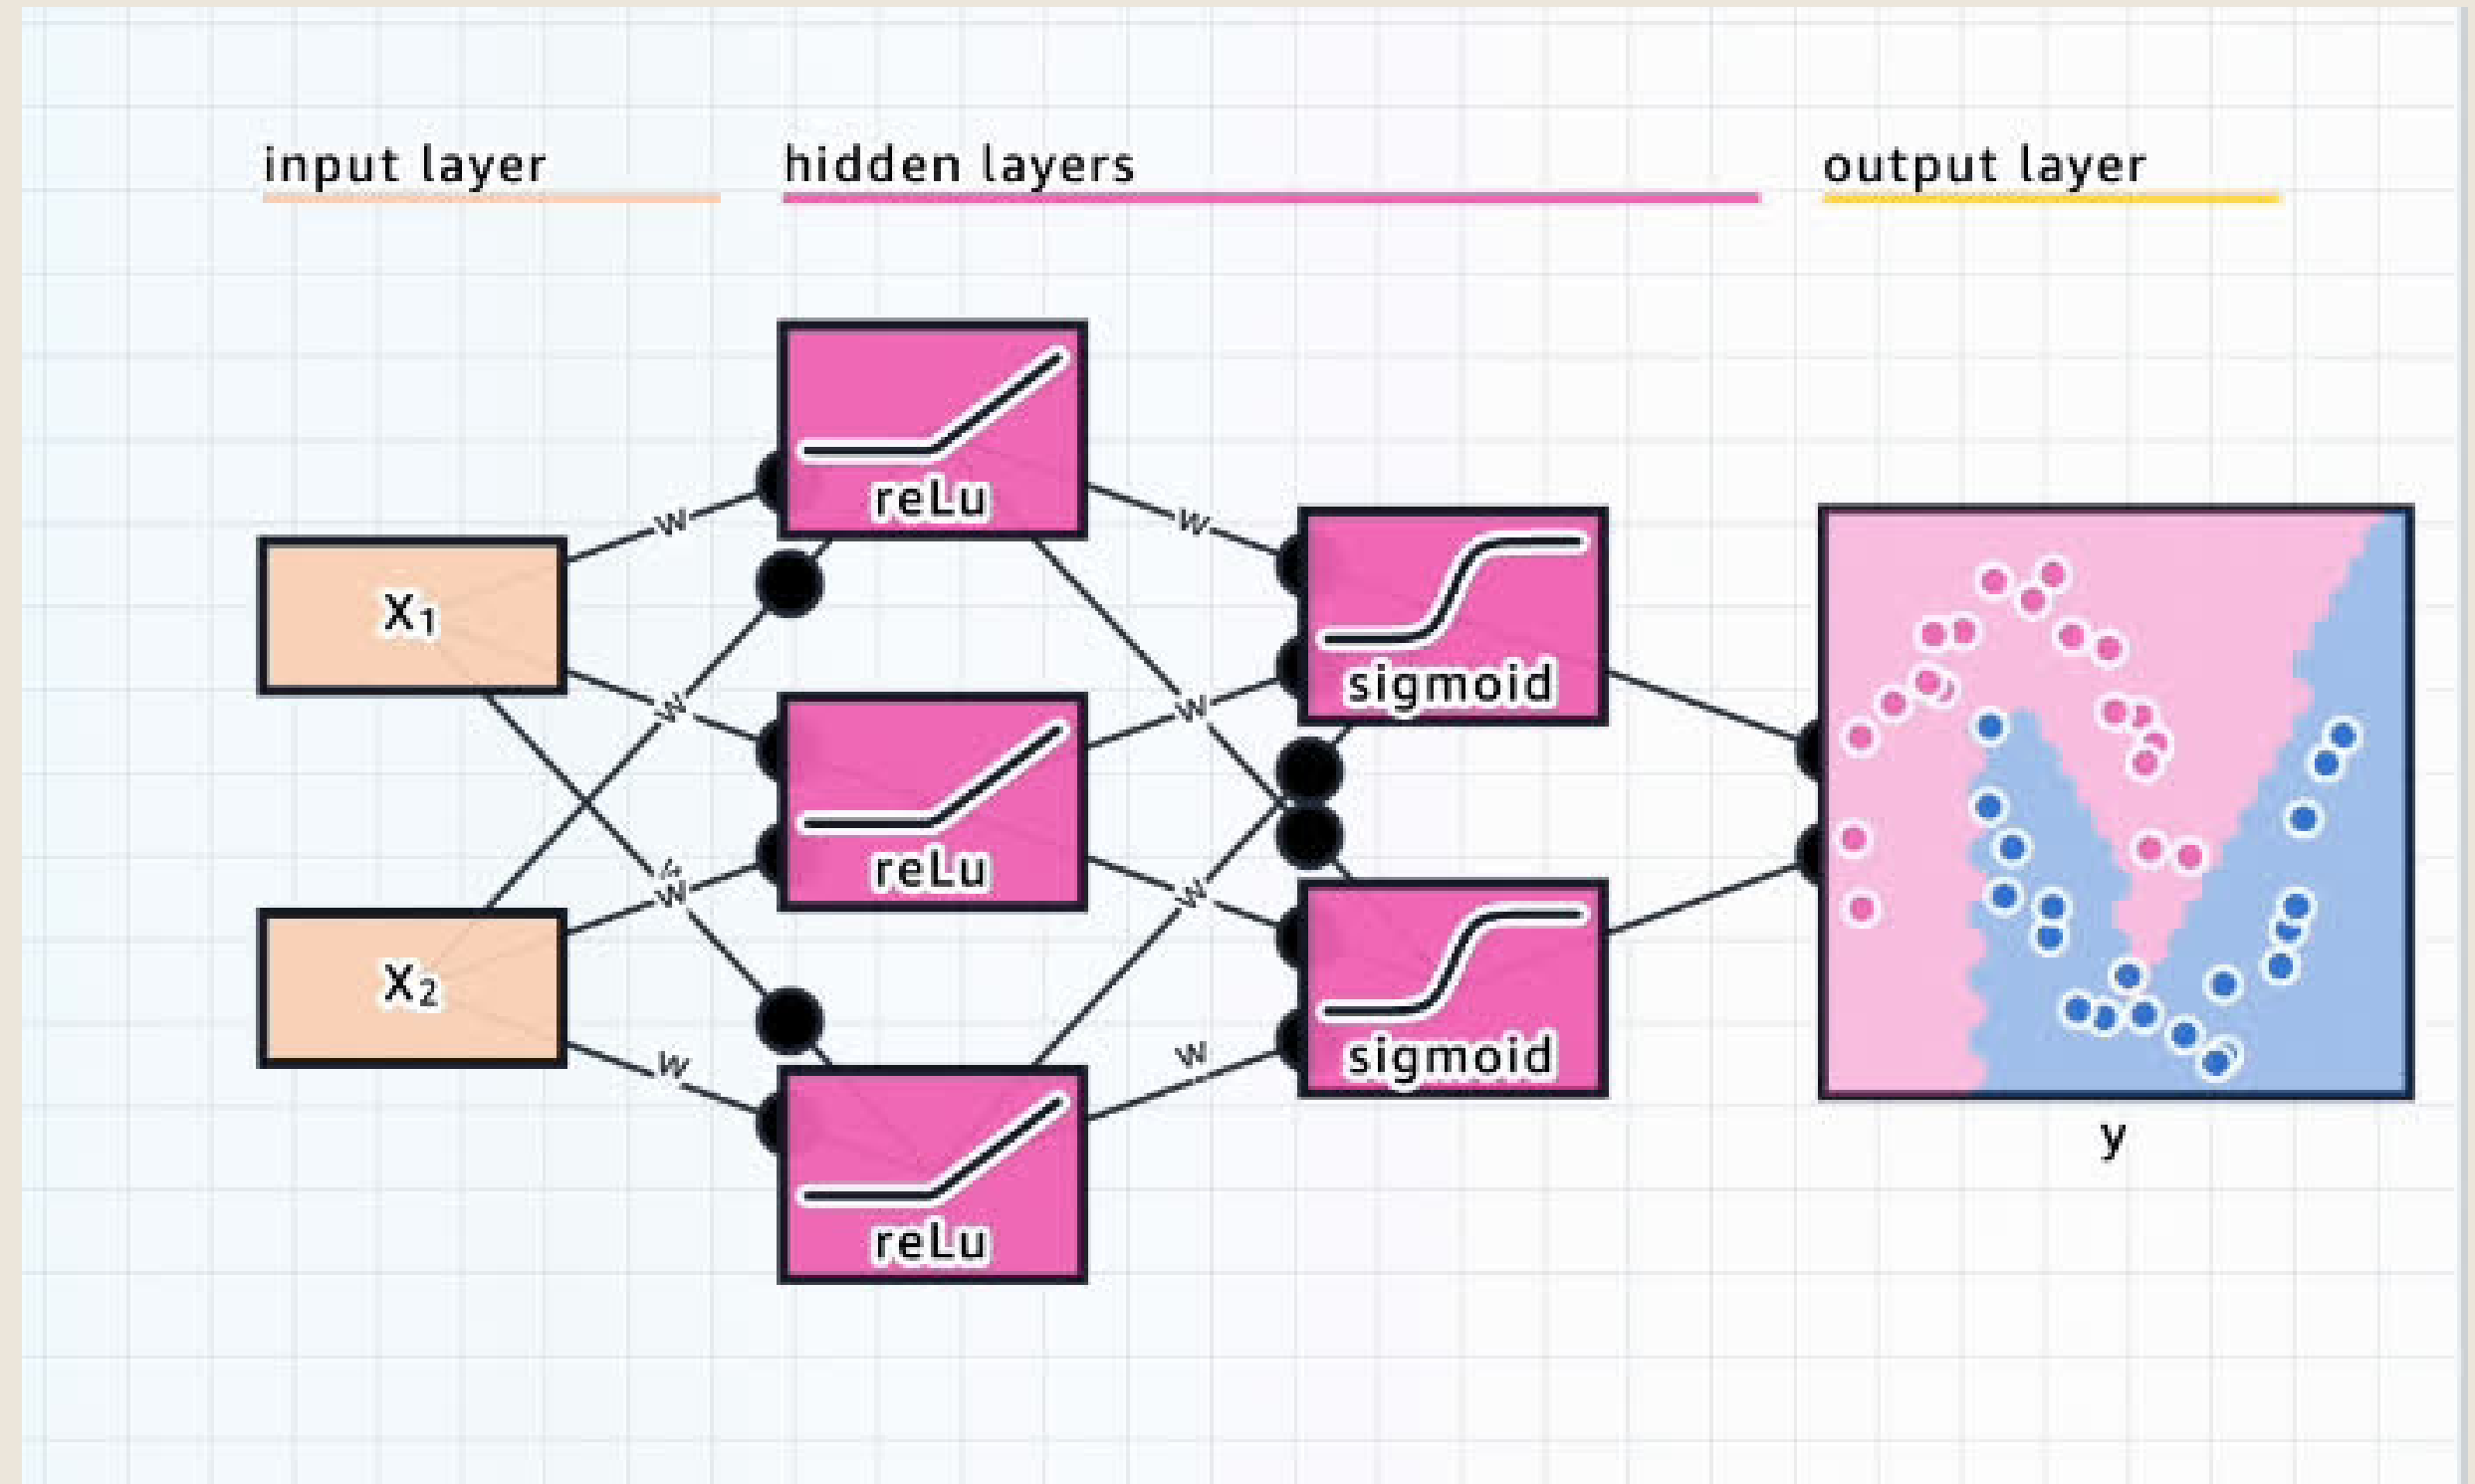 input layer
hidden layers
output layer
reLu
w
w
X₁
sigmoid
w
w
reLu
w
w
X₂
w
w
sigmoid
y
reLu